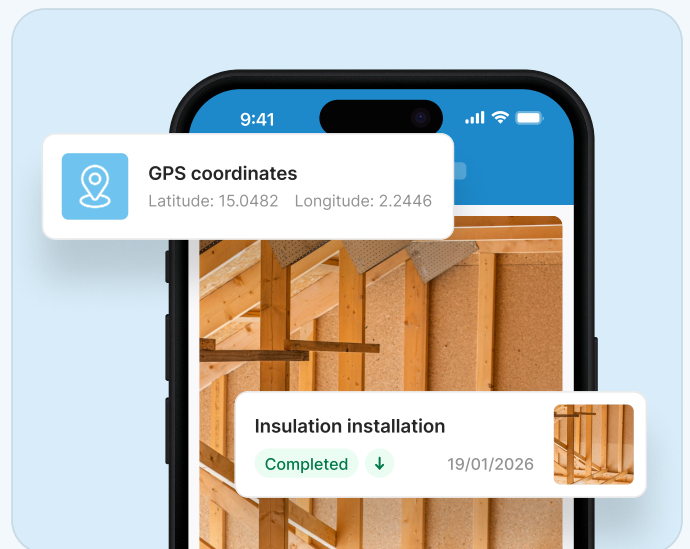 9:41
GPS coordinates
Latitude: 15.0482 Longitude: 2.2446
Insulation installation
Completed 19/01/2026